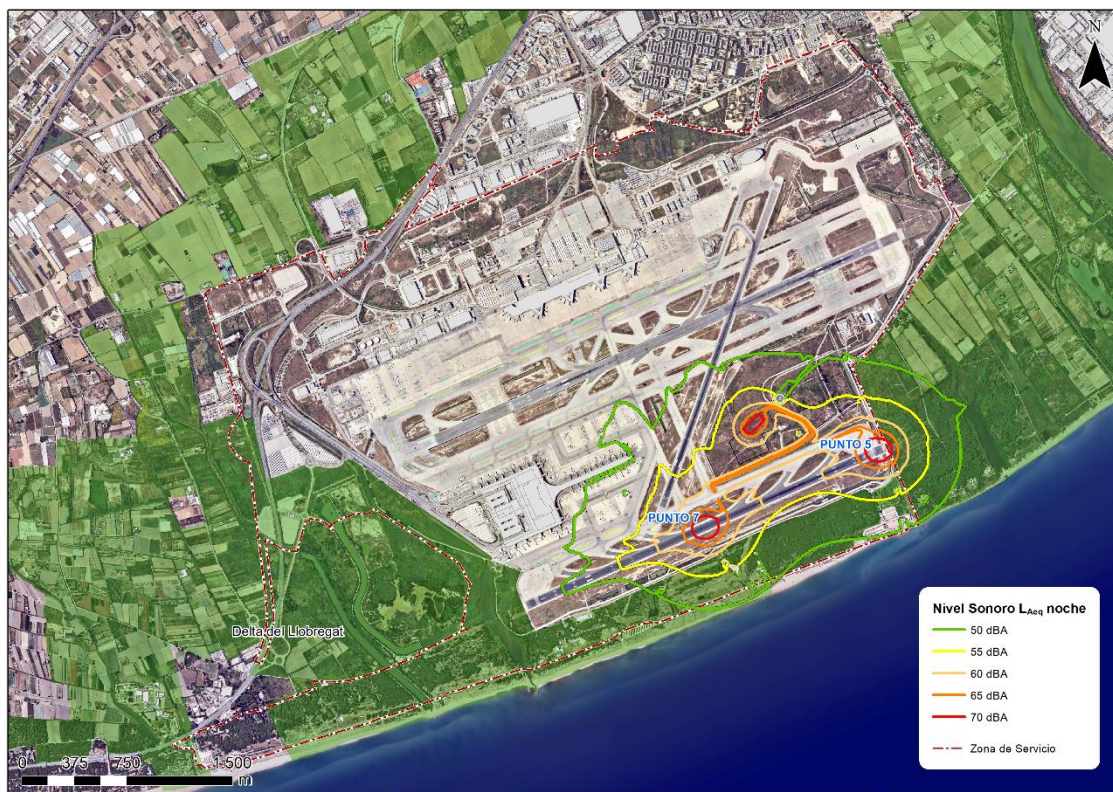 N
PUNTO 5
PUNTO 7
Delta del Llobregat
Nivel Sonoro LAeq noche
50 dBA
55 dBA
60 dBA
65 dBA
70 dBA
Zona de Servicio
0 375 750 1.500
m